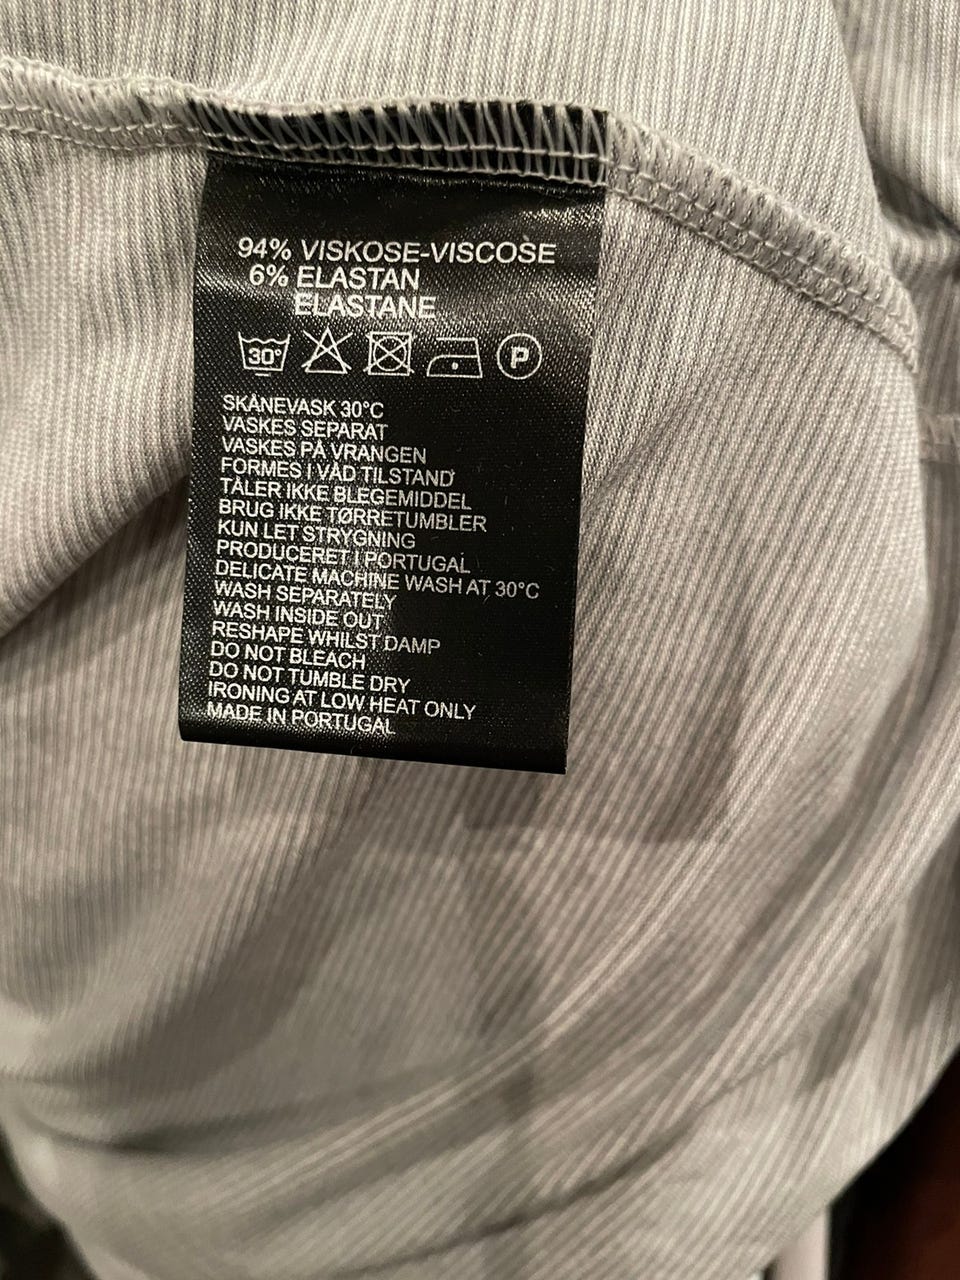 94% VISKOSE-VISCOSE
6% ELASTAN
ELASTANE
30° P
SKÅNEVASK 30°C
VASKES SEPARAT
VASKES PÅ VRANGEN
FORMES I VÅD TILSTAND
TÅLER IKKE BLEGEMIDDEL
BRUG IKKE TØRRETUMBLER
KUN LET STRYGNING
PRODUCERET I PORTUGAL
DELICATE MACHINE WASH AT 30°C
WASH SEPARATELY
WASH INSIDE OUT
RESHAPE WHILST DAMP
DO NOT BLEACH
DO NOT TUMBLE DRY
IRONING AT LOW HEAT ONLY
MADE IN PORTUGAL